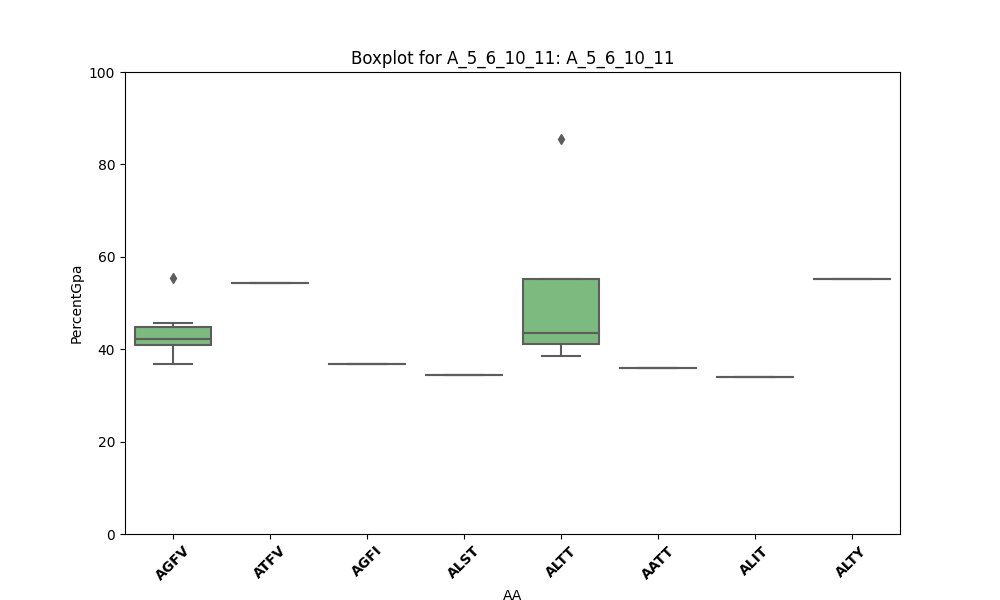 Boxplot for A_5_6_10_11: A_5_6_10_11
100
80
60
40
20
0
PercentGpa
AGFV
ATFV
AGFI
ALST
ALTT
AATT
ALIT
ALTY
AA